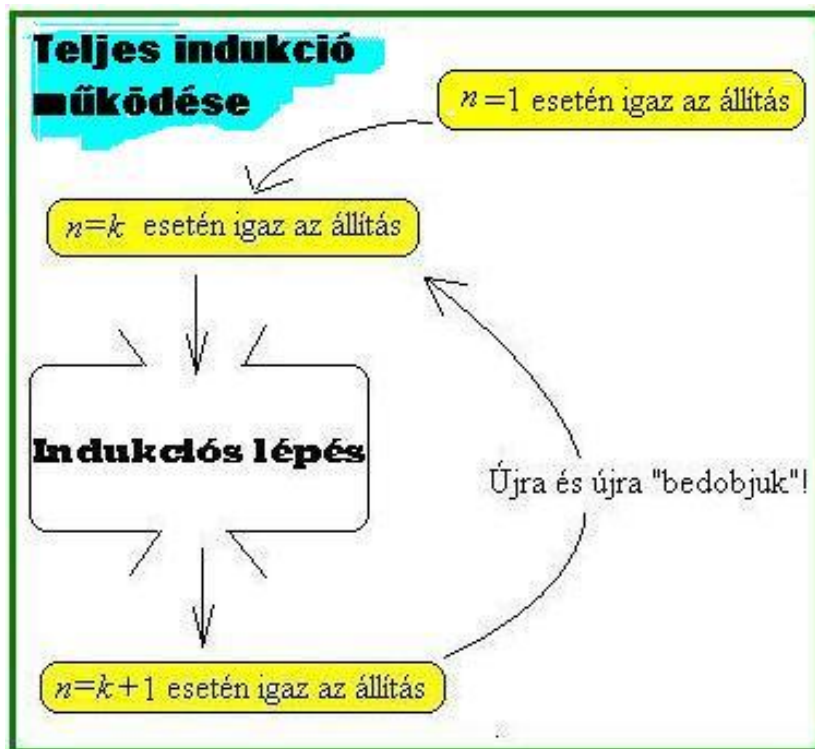 Teljes indukció
működése
n=1 esetén igaz az állítás
n=k esetén igaz az állítás
Indukciós lépés
Újra és újra "bedobjuk"!
n=k+1 esetén igaz az állítás